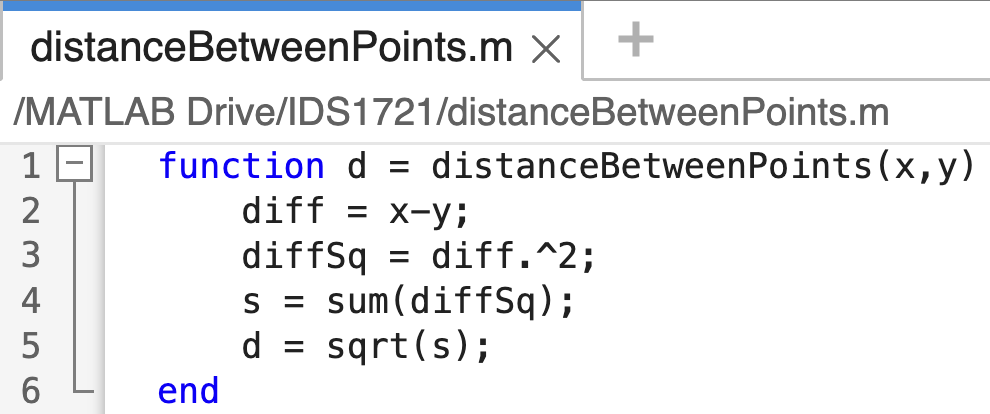 distanceBetweenPoints.m × +
/MATLAB Drive/IDS1721/distanceBetweenPoints.m
1 function d = distanceBetweenPoints(x,y)
2 diff = x-y;
3 diffSq = diff.^2;
4 s = sum(diffSq);
5 d = sqrt(s);
6 end